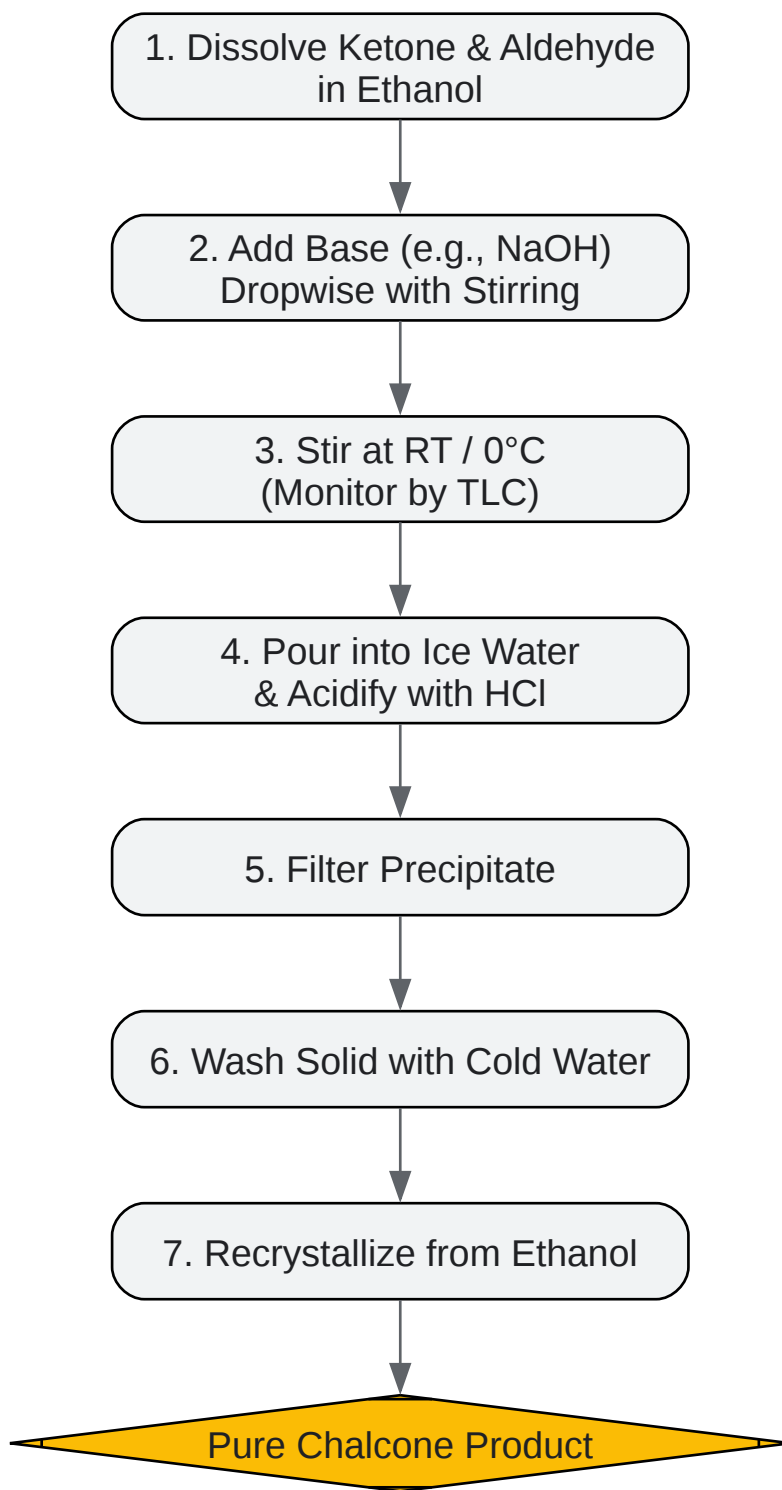 1. Dissolve Ketone & Aldehyde
in Ethanol
2. Add Base (e.g., NaOH)
Dropwise with Stirring
3. Stir at RT / 0°C
(Monitor by TLC)
4. Pour into Ice Water
& Acidify with HCl
5. Filter Precipitate
6. Wash Solid with Cold Water
7. Recrystallize from Ethanol
Pure Chalcone Product